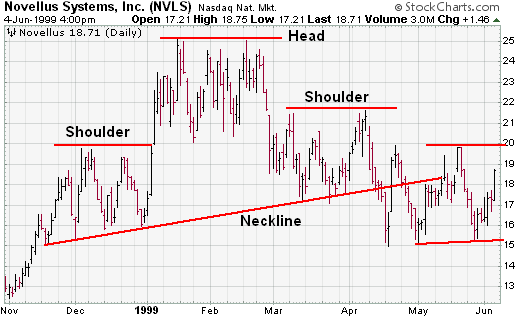 Novellus Systems, Inc. (NVLS) Nasdaq Nat. Mkt. © StockCharts.com
4-Jun-1999 4:00pm Open 17.21 High 18.75 Low 17.21 Last 18.71 Volume 3.0M Chg +1.46
Novellus 18.71 (Daily)
Head
Shoulder
Shoulder
Neckline
25
24
23
22
21
20
19
18
17
16
15
14
13
Nov Dec 1999 Feb Mar Apr May Jun